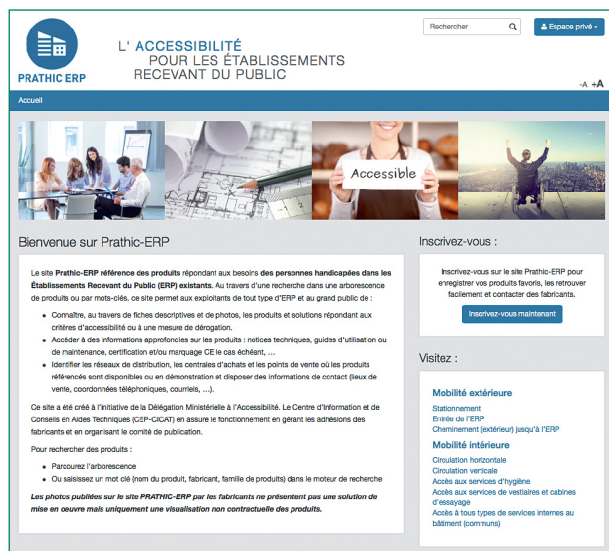 PRATHIC ERP
L' ACCESSIBILITÉ
POUR LES ÉTABLISSEMENTS
RECEVANT DU PUBLIC
Rechercher
Espace privé
-A +A
Accueil
Accessible
Bienvenue sur Prathic-ERP
Le site Prathic-ERP référence des produits répondant aux besoins des personnes handicapées dans les
Établissements Recevant du Public (ERP) existants. Au travers d'une recherche dans une arborescence
de produits ou par mots-clés, ce site permet aux exploitants de tout type d'ERP et au grand public de :
• Connaître, au travers de fiches descriptives et de photos, les produits et solutions répondant aux
critères d'accessibilité ou à une mesure de dérogation.
• Accéder à des informations approfondies sur les produits : notices techniques, guides d'utilisation ou
de maintenance, certification et/ou marquage CE le cas échéant, ...
• Identifier les réseaux de distribution, les centrales d'achats et les points de vente où les produits
référencés sont disponibles ou en démonstration et disposer des informations de contact (lieux de
vente, coordonnées téléphoniques, courriels, ...).
Ce site a été créé à l'initiative de la Délégation Ministérielle à l'Accessibilité. Le Centre d'Information et de
Conseils en Aides Techniques (CEP-CICAT) en assure le fonctionnement en gérant les adhésions des
fabricants et en organisant le comité de publication.
Pour rechercher des produits :
• Parcourez l'arborescence
• Ou saisissez un mot clé (nom du produit, fabricant, famille de produits) dans le moteur de recherche
Les photos publiées sur le site PRATHIC-ERP par les fabricants ne présentent pas une solution de
mise en oeuvre mais uniquement une visualisation non contractuelle des produits.
Inscrivez-vous :
Inscrivez-vous sur le site Prathic-ERP pour
enregistrer vos produits favoris, les retrouver
facilement et contacter des fabricants.
Inscrivez-vous maintenant
Visitez :
Mobilité extérieure
Stationnement
Entrée de l'ERP
Cheminement (extérieur) jusqu'à l'ERP
Mobilité intérieure
Circulation horizontale
Circulation verticale
Accès aux services d'hygiène
Accès aux services de vestiaires et cabines
d'essayage
Accès à tous types de services internes au
bâtiment (communs)